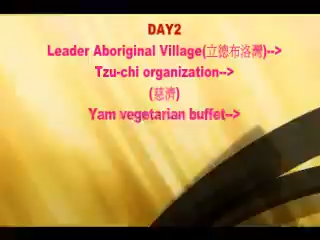 DAY2
Leader Aboriginal Village(立德布洛灣)-->
Tzu-chi organization-->
(慈濟)
Yam vegetarian buffet-->